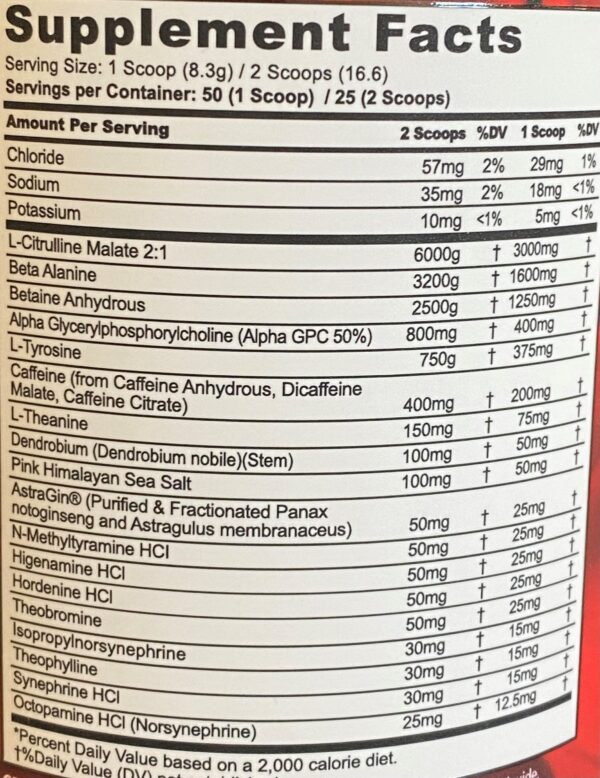 Supplement Facts
Serving Size: 1 Scoop (8.3g) / 2 Scoops (16.6)
Servings per Container: 50 (1 Scoop) / 25 (2 Scoops)
Amount Per Serving 2 Scoops %DV 1 Scoop %DV
Chloride 57mg 2% 29mg 1%
Sodium 35mg 2% 18mg <1%
Potassium 10mg <1% 5mg <1%
L-Citrulline Malate 2:1 6000g † 3000mg †
Beta Alanine 3200g † 1600mg †
Betaine Anhydrous 2500g † 1250mg †
Alpha Glycerylphosphorylcholine (Alpha GPC 50%) 800mg † 400mg †
L-Tyrosine 750g † 375mg †
Caffeine (from Caffeine Anhydrous, Dicaffeine
Malate, Caffeine Citrate) 400mg † 200mg †
L-Theanine 150mg † 75mg †
Dendrobium (Dendrobium nobile)(Stem) 100mg † 50mg †
Pink Himalayan Sea Salt 100mg † 50mg †
AstraGin® (Purified & Fractionated Panax
notoginseng and Astragulus membranaceus) 50mg † 25mg †
N-Methyltyramine HCl 50mg † 25mg †
Higenamine HCl 50mg † 25mg †
Hordenine HCl 50mg † 25mg †
Theobromine 50mg † 25mg †
Isopropylnorsynephrine 30mg † 15mg †
Theophylline 30mg † 15mg †
Synephrine HCl 30mg † 15mg †
Octopamine HCl (Norsynephrine) 25mg † 12.5mg †
*Percent Daily Value based on a 2,000 calorie diet.
†%Daily Value (DV)